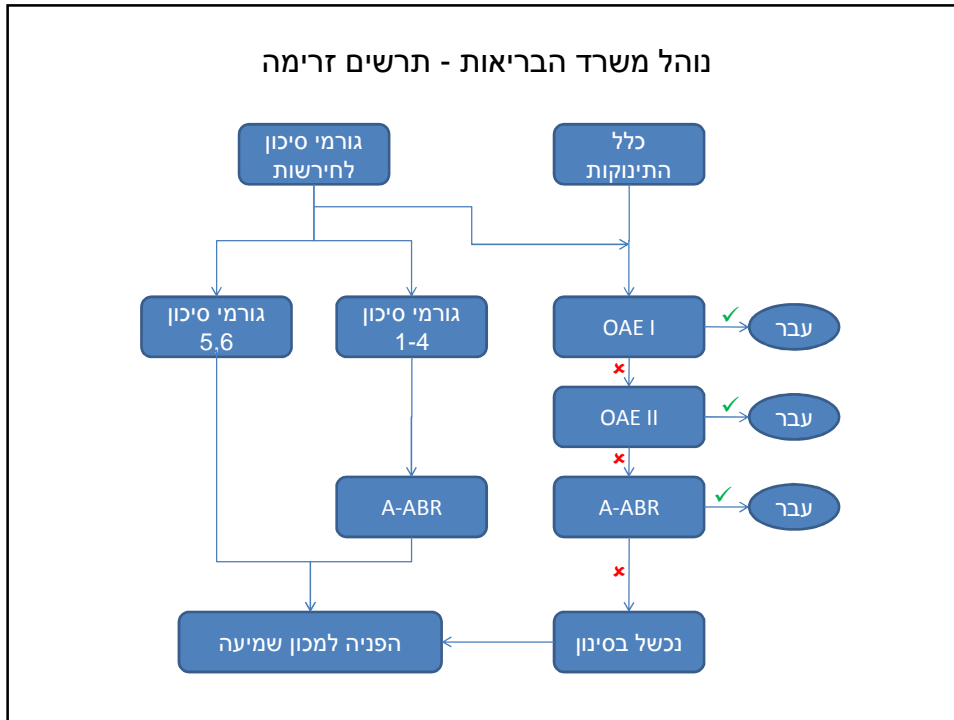 נוהל משרד הבריאות - תרשים זרימה
כלל
התינוקות
גורמי סיכון
לחירשות
OAE I
עבר
גורמי סיכון
1-4
גורמי סיכון
5,6
OAE II
עבר
A-ABR
עבר
A-ABR
נכשל בסינון
הפניה למכון שמיעה